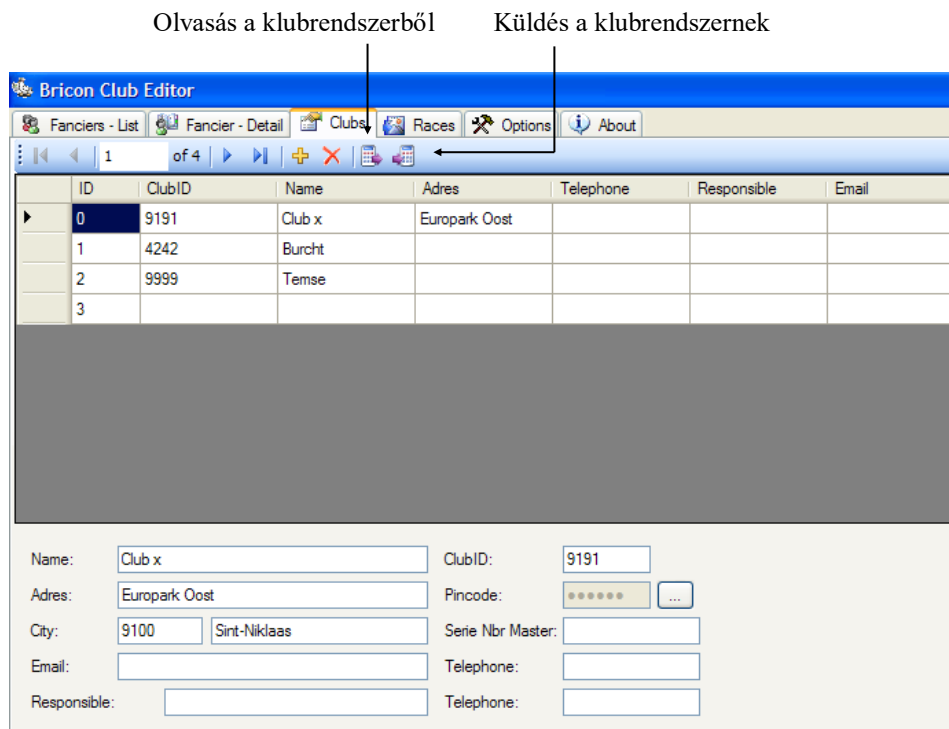 Olvasás a klubrendszerből Küldés a klubrendszernek
Bricon Club Editor
Fanciers - List Fancier - Detail Clubs Races Options About
1 of 4
ID ClubID Name Adres Telephone Responsible Email
0 9191 Club x Europark Oost
1 4242 Burcht
2 9999 Temse
3
Name: Club x ClubID: 9191
Adres: Europark Oost Pincode: ●●●●●● ...
City: 9100 Sint-Niklaas Serie Nbr Master:
Email: Telephone:
Responsible: Telephone: